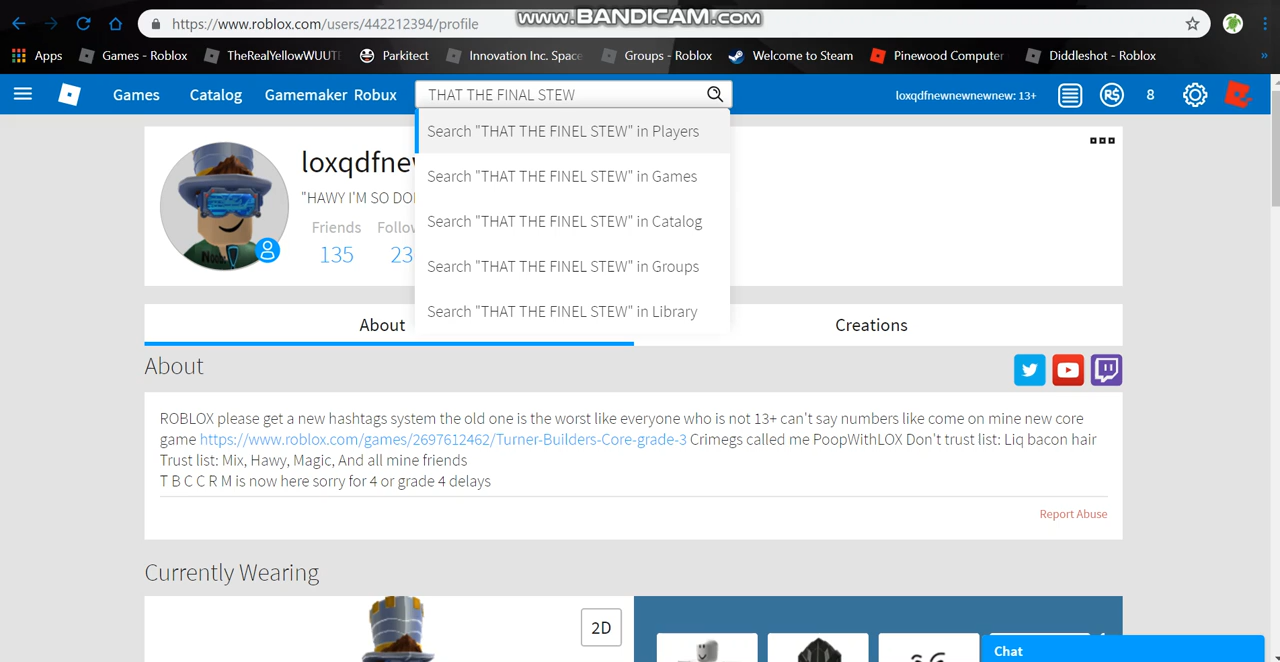 www.BANDICAM.com
https://www.roblox.com/users/442212394/profile
Apps Games - Roblox TheRealYellowWUUT Parkitect Innovation Inc. Space Groups - Roblox Welcome to Steam Pinewood Computer Diddleshot - Roblox »
Games Catalog Gamemaker Robux THAT THE FINAL STEW loxqdfnewnewnewnew: 13+ R$ 8
Search "THAT THE FINEL STEW" in Players
Search "THAT THE FINEL STEW" in Games
Search "THAT THE FINEL STEW" in Catalog
Search "THAT THE FINEL STEW" in Groups
Search "THAT THE FINEL STEW" in Library
loxqdfnew
"HAWY I'M SO DO
Friends Follow
135 23
About Creations
About
ROBLOX please get a new hashtags system the old one is the worst like everyone who is not 13+ can't say numbers like come on mine new core
game https://www.roblox.com/games/2697612462/Turner-Builders-Core-grade-3 Crimegs called me PoopWithLOX Don't trust list: Liq bacon hair
Trust list: Mix, Hawy, Magic, And all mine friends
T B C C R M is now here sorry for 4 or grade 4 delays
Report Abuse
Currently Wearing
2D
Chat